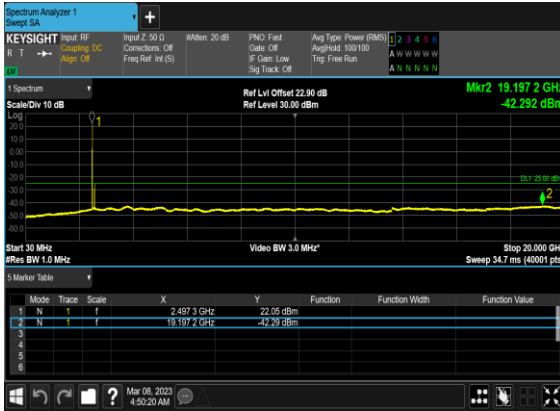 Spectrum Analyzer 1
Swept SA
+
KEYSIGHT
R T
LV
Input: RF
Coupling: DC
Align: Off
Input Z: 50 Ω
Corrections: Off
Freq Ref: Int (S)
#Atten: 20 dB
PNO: Fast
Gate: Off
IF Gain: Low
Sig Track: Off
Avg Type: Power (RMS)
Avg|Hold: 100/100
Trig: Free Run
1 2 3 4 5 6
A W W W W W
A N N N N N
1 Spectrum
Scale/Div 10 dB
Ref Lvl Offset 22.90 dB
Ref Level 30.00 dBm
Mkr2 19.197 2 GHz
-42.292 dBm
Log
20.0
10.0
0.00
-10.0
-20.0
-30.0
-40.0
-50.0
-60.0
1
DL1 -25.00 dBm
2
Start 30 MHz
#Res BW 1.0 MHz
Video BW 3.0 MHz*
Stop 20.000 GHz
Sweep 34.7 ms (40001 pts)
5 Marker Table
Mode Trace Scale X Y Function Function Width Function Value
1 N 1 f 2.497 3 GHz 22.05 dBm
2 N 1 f 19.197 2 GHz -42.29 dBm
3
4
5
6
?
Mar 08, 2023
4:50:20 AM